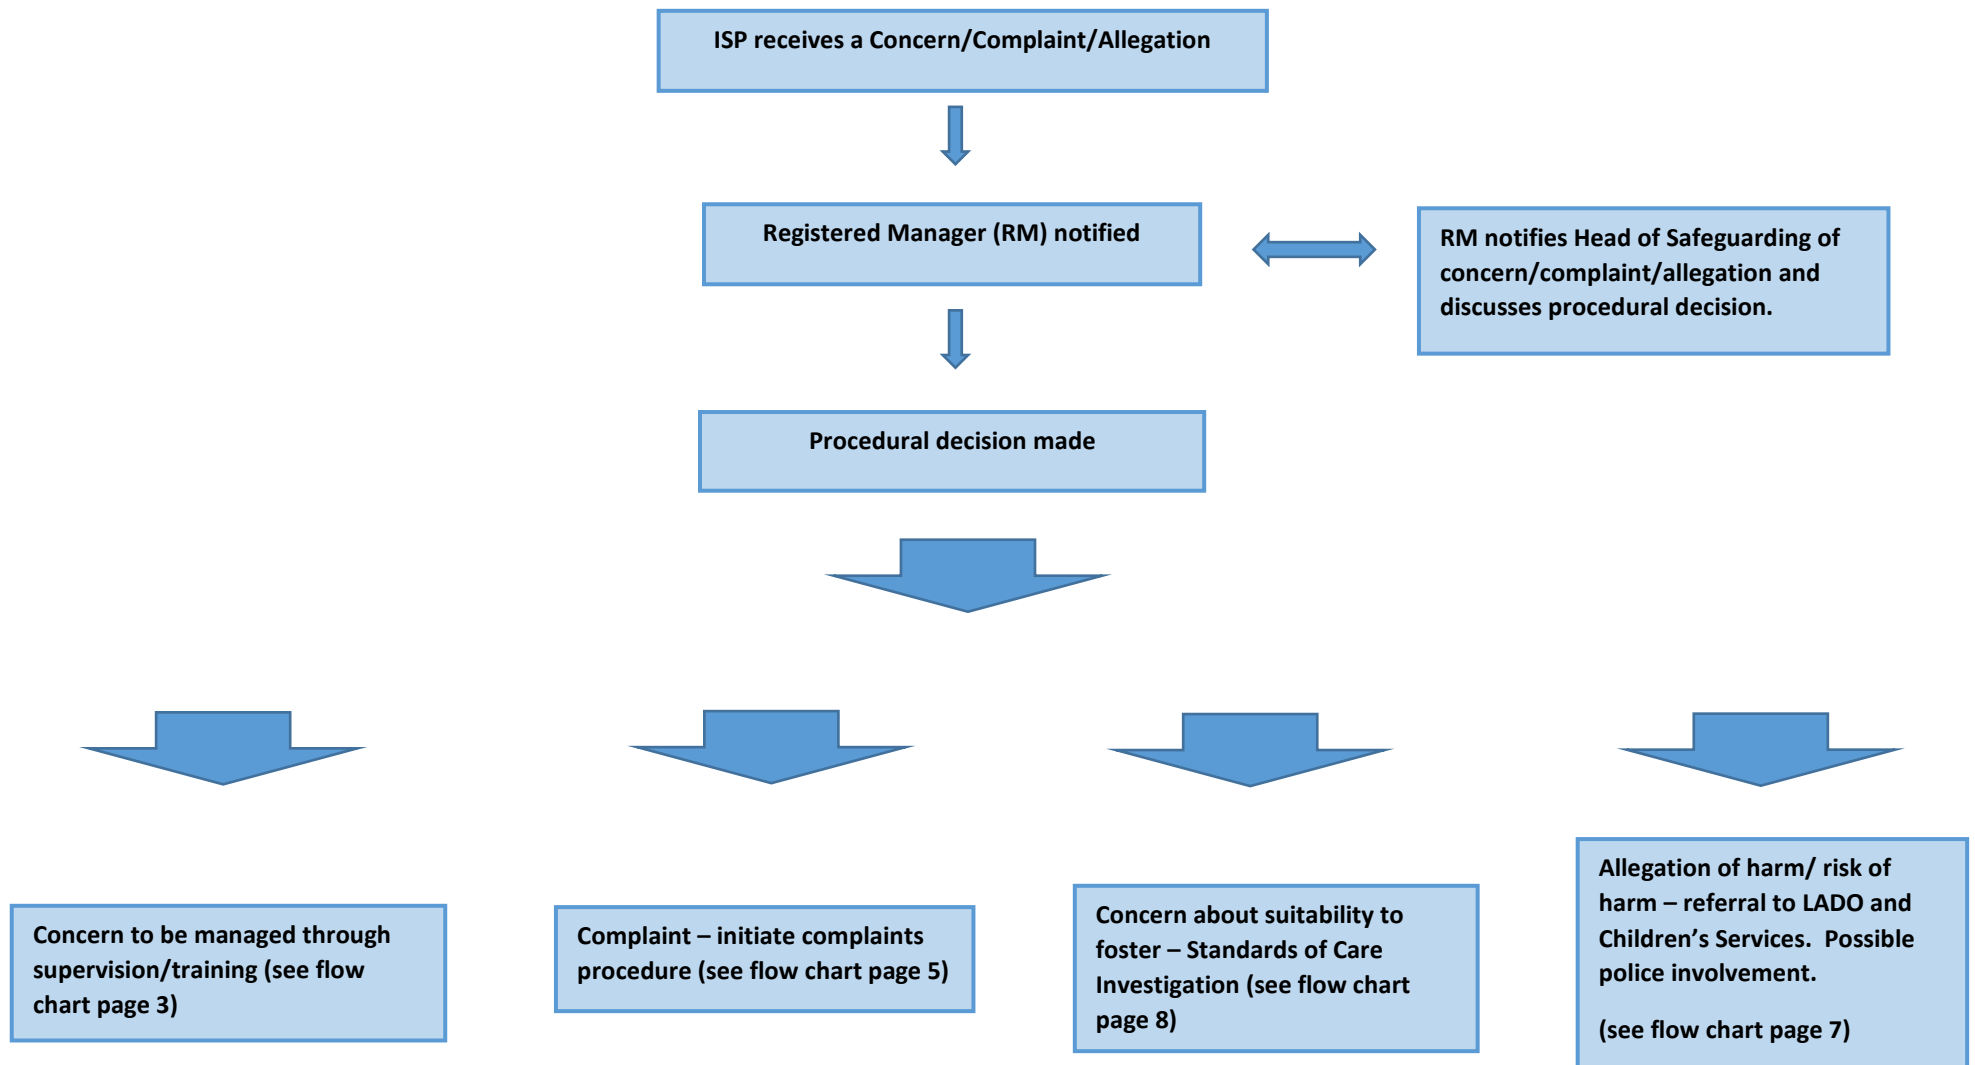 ISP receives a Concern/Complaint/Allegation
Registered Manager (RM) notified
RM notifies Head of Safeguarding of
concern/complaint/allegation and
discusses procedural decision.
Procedural decision made
Concern to be managed through
supervision/training (see flow
chart page 3)
Complaint – initiate complaints
procedure (see flow chart page 5)
Concern about suitability to
foster – Standards of Care
Investigation (see flow chart
page 8)
Allegation of harm/ risk of
harm – referral to LADO and
Children’s Services.  Possible
police involvement.
(see flow chart page 7)